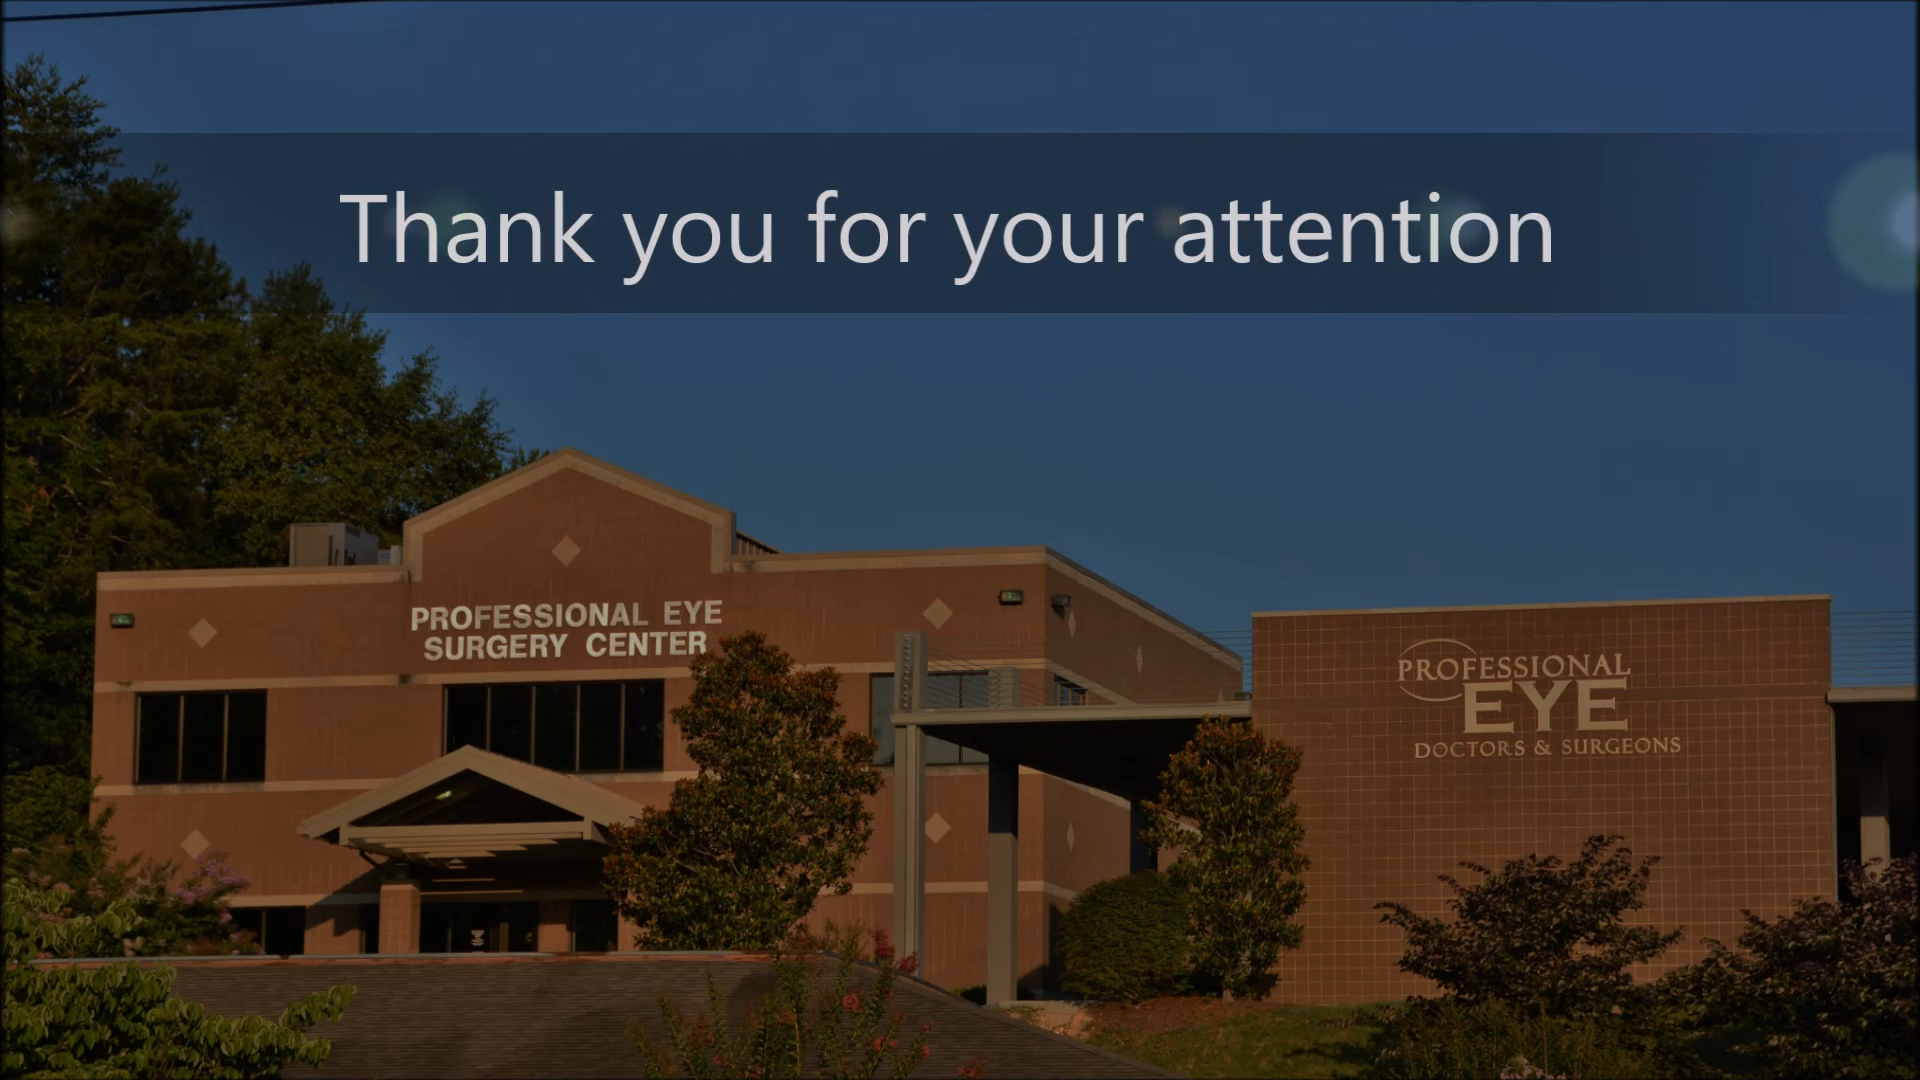 Thank you for your attention
PROFESSIONAL EYE
SURGERY CENTER
PROFESSIONAL
EYE
DOCTORS & SURGEONS